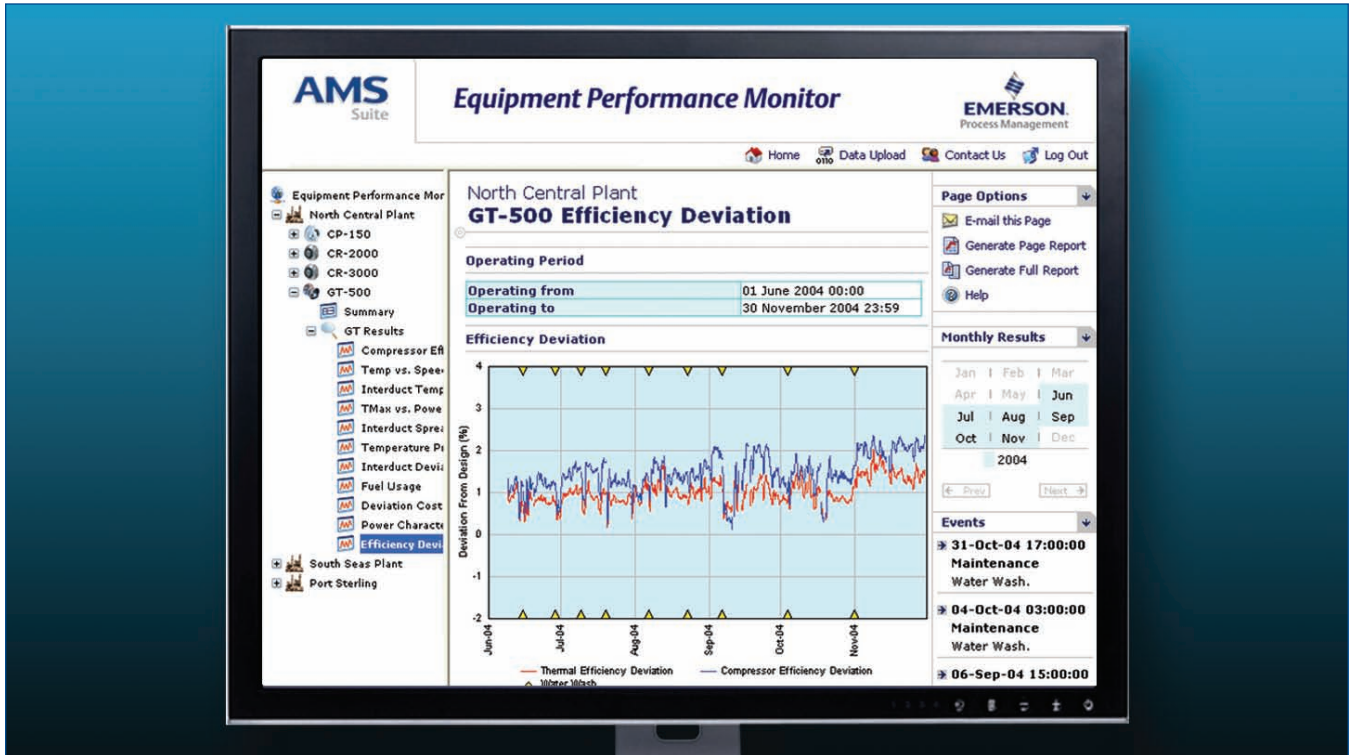 AMS
Suite
Equipment Performance Monitor
EMERSON.
Process Management
Home
Data Upload
Contact Us
Log Out
Equipment Performance Mor
North Central Plant
CP-150
CR-2000
CR-3000
GT-500
Summary
GT Results
Compressor Eff
Temp vs. Spee
Interduct Temp
TMax vs. Powe
Interduct Sprea
Temperature Pr
Interduct Devia
Fuel Usage
Deviation Cost
Power Characte
Efficiency Devi
South Seas Plant
Port Sterling
North Central Plant
GT-500 Efficiency Deviation
Operating Period
Operating from 01 June 2004 00:00
Operating to 30 November 2004 23:59
Efficiency Deviation
Deviation From Design (%)
4
3
2
1
0
-1
-2
Jun-04
Jul-04
Aug-04
Sep-04
Oct-04
Nov-04
Thermal Efficiency Deviation
Compressor Efficiency Deviation
Water Wash
Page Options
E-mail this Page
Generate Page Report
Generate Full Report
Help
Monthly Results
Jan | Feb | Mar
Apr | May | Jun
Jul | Aug | Sep
Oct | Nov | Dec
2004
Prev
Next
Events
31-Oct-04 17:00:00
Maintenance
Water Wash.
04-Oct-04 03:00:00
Maintenance
Water Wash.
06-Sep-04 15:00:00